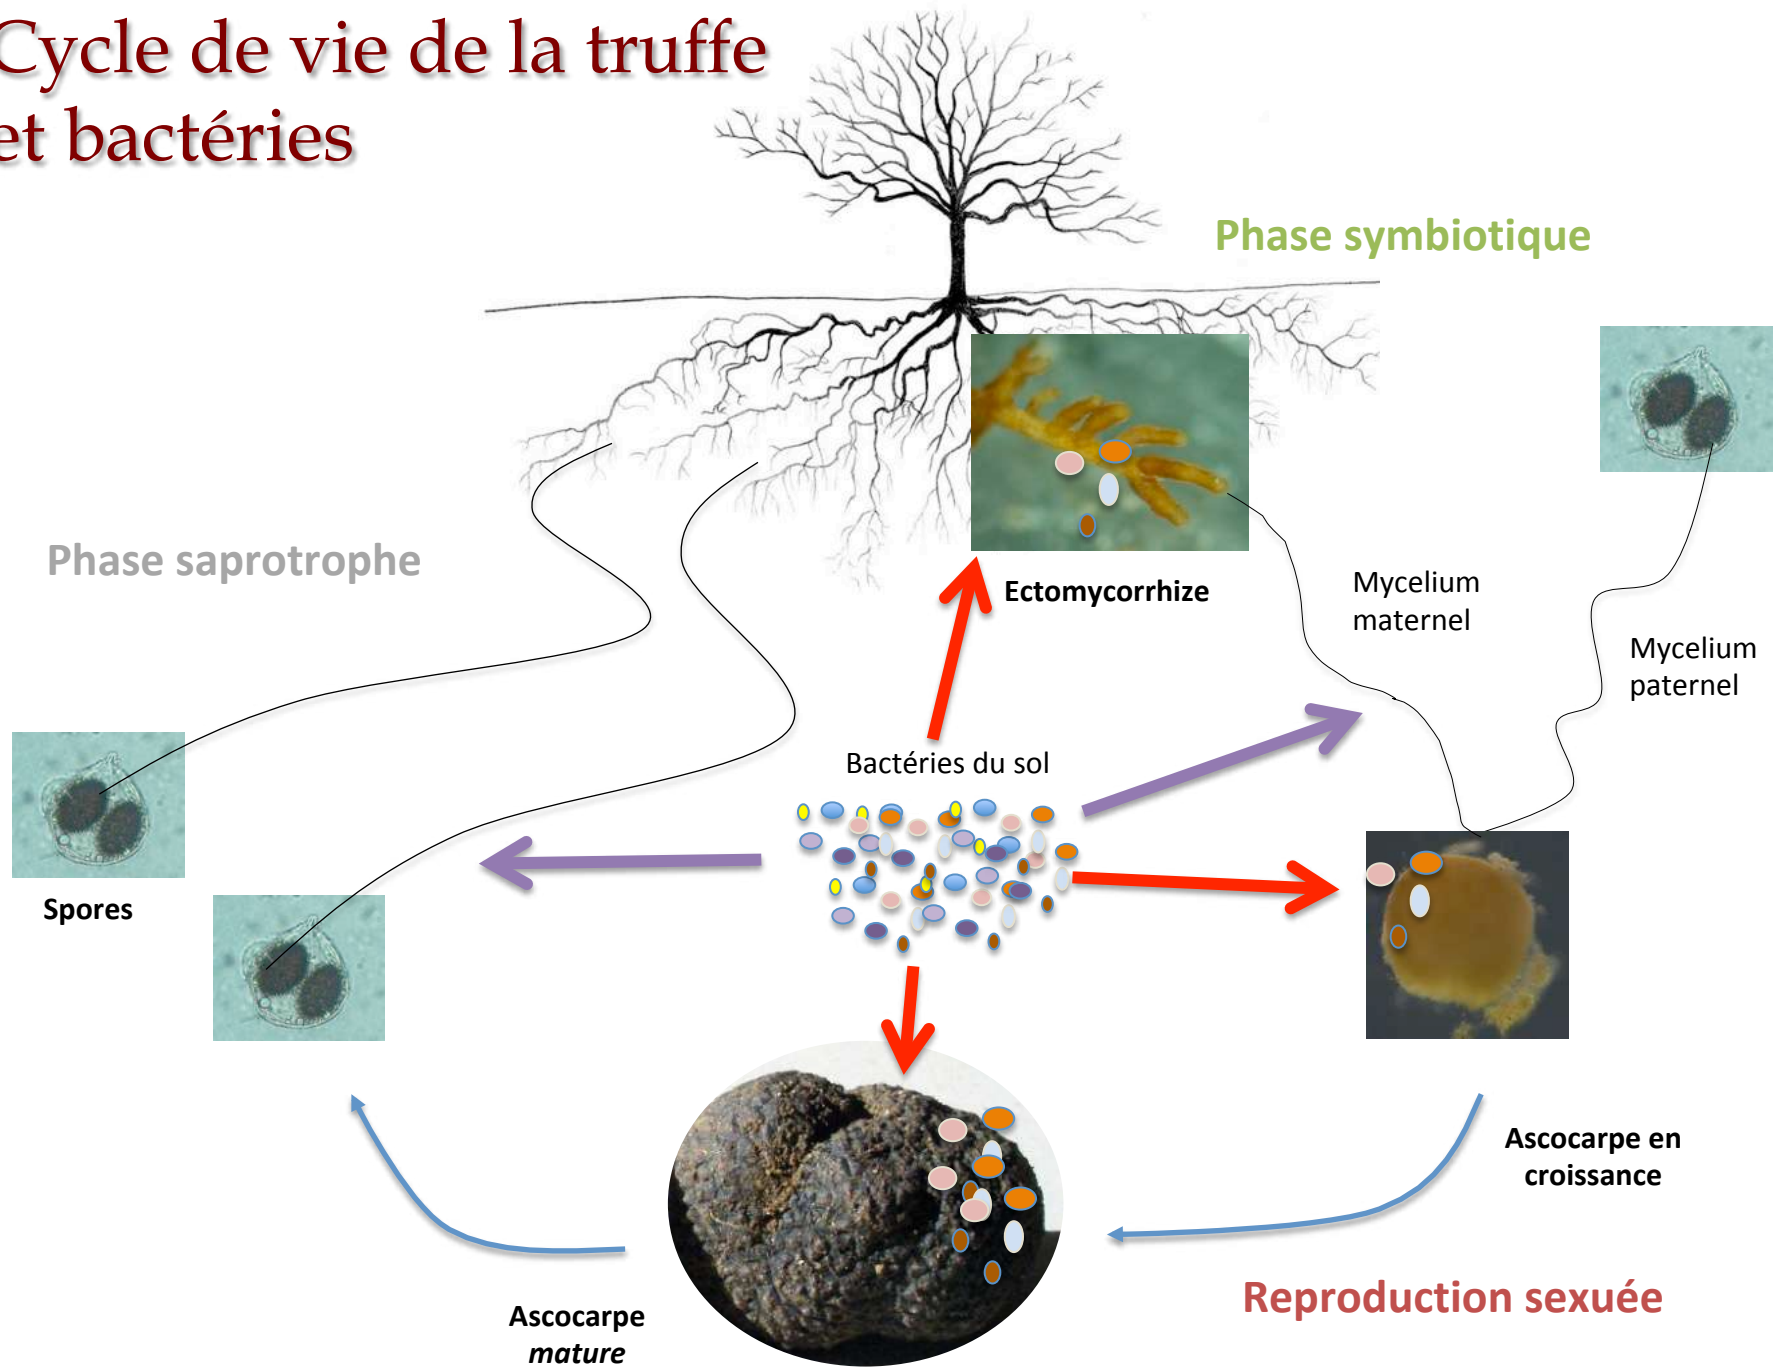 Cycle de vie de la truffe
et bactéries
Phase symbiotique
Phase saprotrophe
Ectomycorrhize
Mycelium
maternel
Mycelium
paternel
Bactéries du sol
Spores
Ascocarpe en
croissance
Reproduction sexuée
Ascocarpe
mature